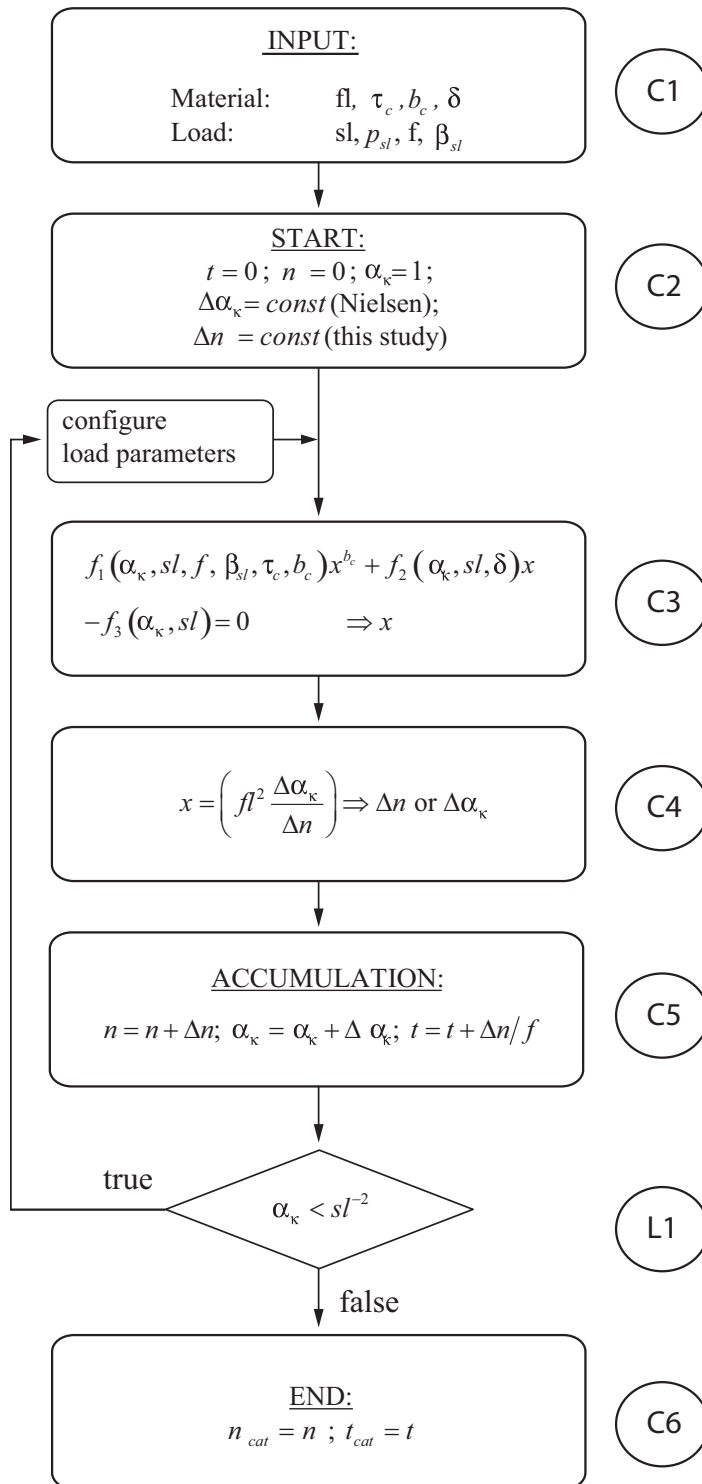 INPUT:
Material: fl, τ_c, b_c, δ
Load: sl, p_sl, f, β_sl
C1
START:
t = 0 ; n = 0 ; α_κ = 1 ;
Δα_κ = const (Nielsen);
Δn = const (this study)
C2
configure
load parameters
f_1(α_κ, sl, f, β_sl, τ_c, b_c)x^{b_c} + f_2(α_κ, sl, δ)x
−f_3(α_κ, sl) = 0 ⇒ x
C3
x = (fl² Δα_κ/Δn) ⇒ Δn or Δα_κ
C4
ACCUMULATION:
n = n + Δn; α_κ = α_κ + Δ α_κ; t = t + Δn/f
C5
true
α_κ < sl^{−2}
L1
false
END:
n_cat = n ; t_cat = t
C6